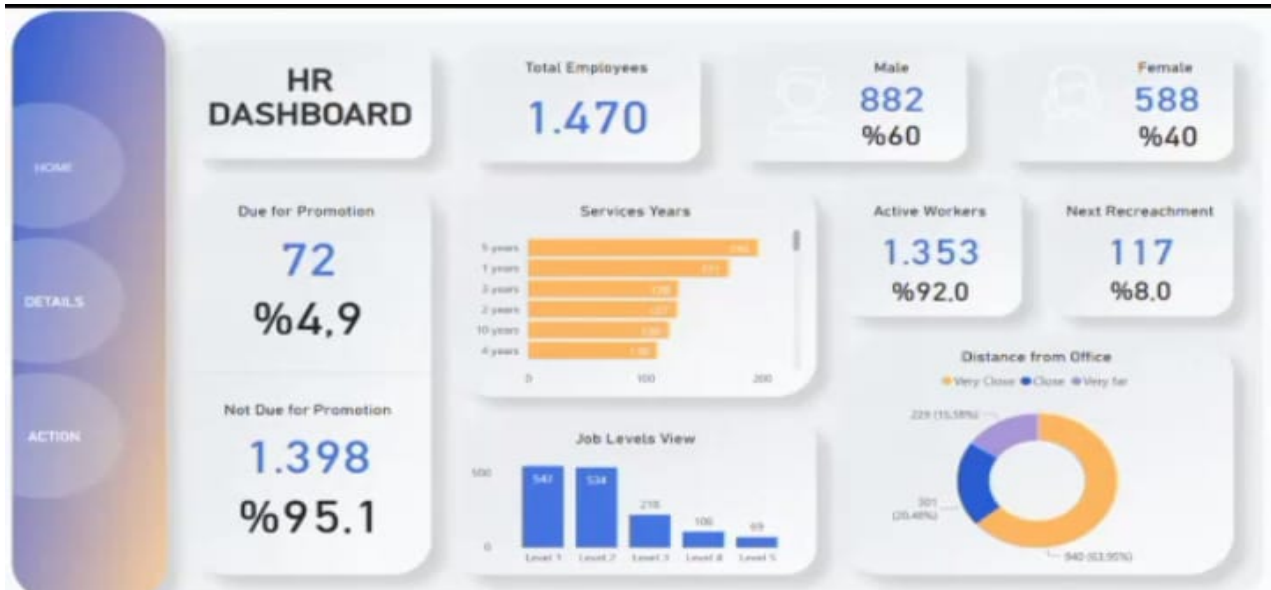 HR
DASHBOARD
Total Employees
1.470
Male
882
%60
Female
588
%40
HOME
DETAILS
ACTION
Due for Promotion
72
%4,9
Not Due for Promotion
1.398
%95.1
Services Years
5 years
1 years
3 years
2 years
10 years
4 years
0 100 200
Active Workers
1.353
%92.0
Next Recreachment
117
%8.0
Job Levels View
500
0
543
534
218
106
69
Level 1 Level 2 Level 3 Level 4 Level 5
Distance from Office
Very Close Close Very far
229 (15.58%)
301
(20.48%)
940 (63.95%)